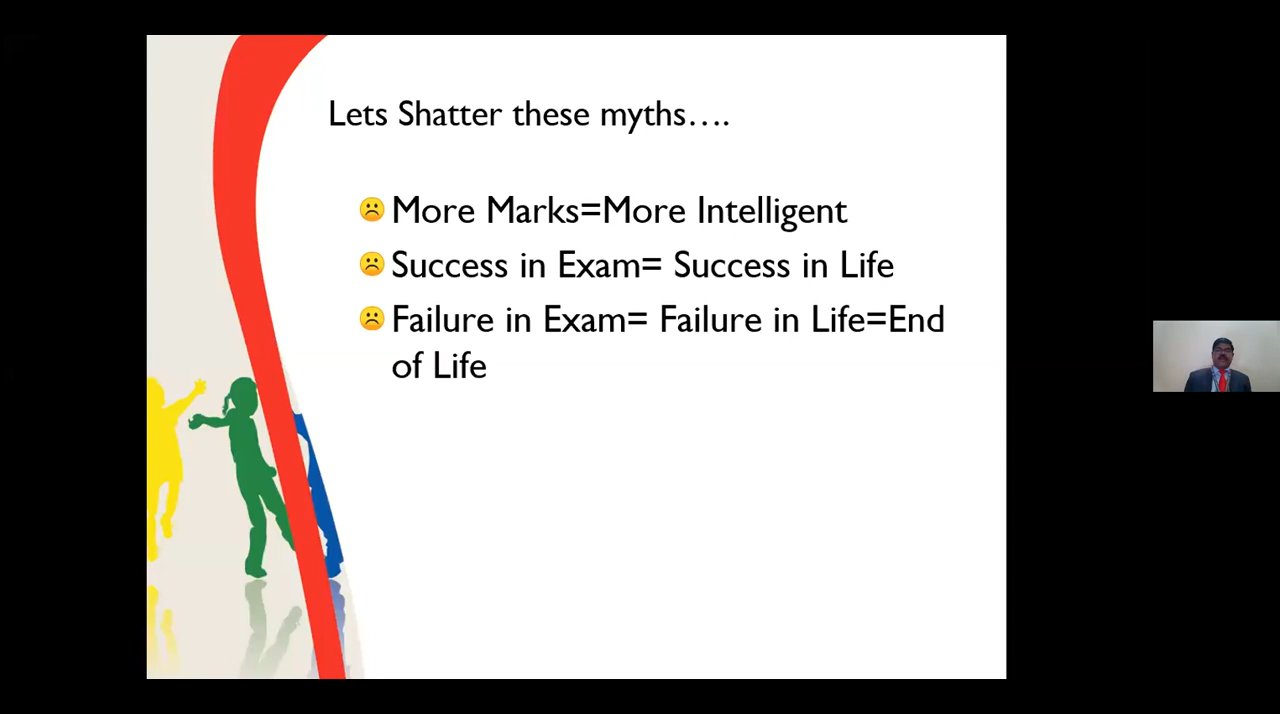 Lets Shatter these myths....
More Marks=More Intelligent
Success in Exam= Success in Life
Failure in Exam= Failure in Life=End
of Life